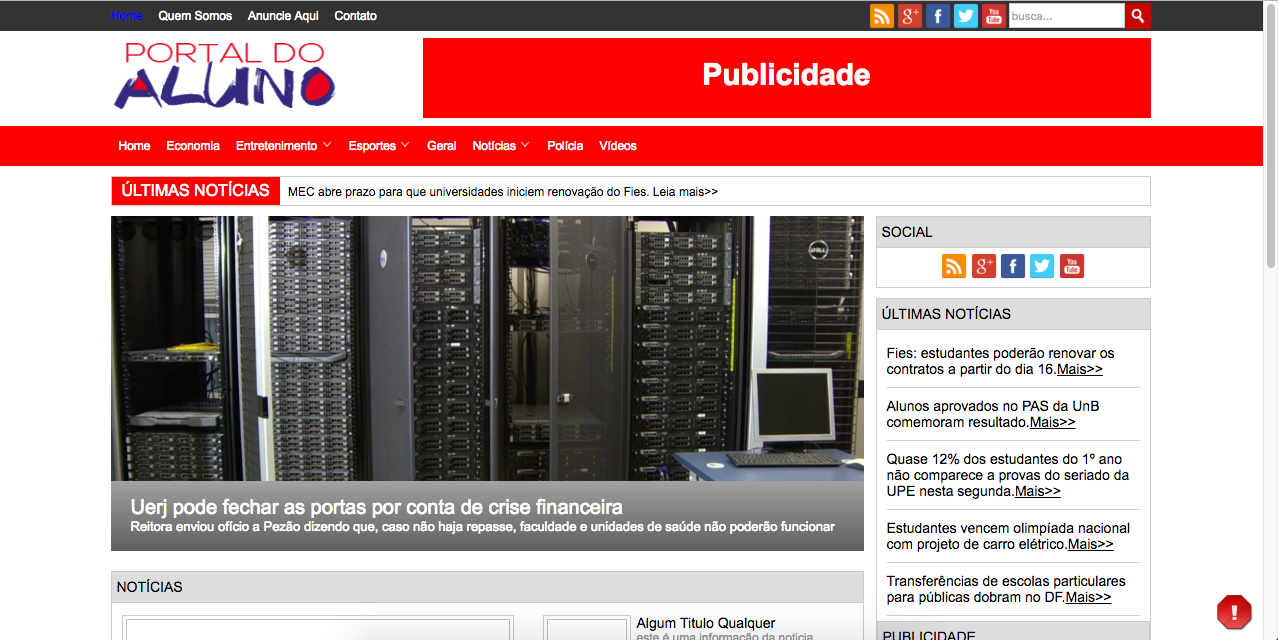 Home Quem Somos Anuncie Aqui Contato
busca...
PORTAL DO
ALUNO
Publicidade
Home Economia Entretenimento Esportes Geral Notícias Polícia Vídeos
ÚLTIMAS NOTÍCIAS MEC abre prazo para que universidades iniciem renovação do Fies. Leia mais>>
DELL
Uerj pode fechar as portas por conta de crise financeira
Reitora enviou ofício a Pezão dizendo que, caso não haja repasse, faculdade e unidades de saúde não poderão funcionar
NOTÍCIAS
Algum Titulo Qualquer
este é uma informação da noticia
SOCIAL
ÚLTIMAS NOTÍCIAS
Fies: estudantes poderão renovar os
contratos a partir do dia 16.Mais>>
Alunos aprovados no PAS da UnB
comemoram resultado.Mais>>
Quase 12% dos estudantes do 1º ano
não comparece a provas do seriado da
UPE nesta segunda.Mais>>
Estudantes vencem olimpíada nacional
com projeto de carro elétrico.Mais>>
Transferências de escolas particulares
para públicas dobram no DF.Mais>>
PUBLICIDADE